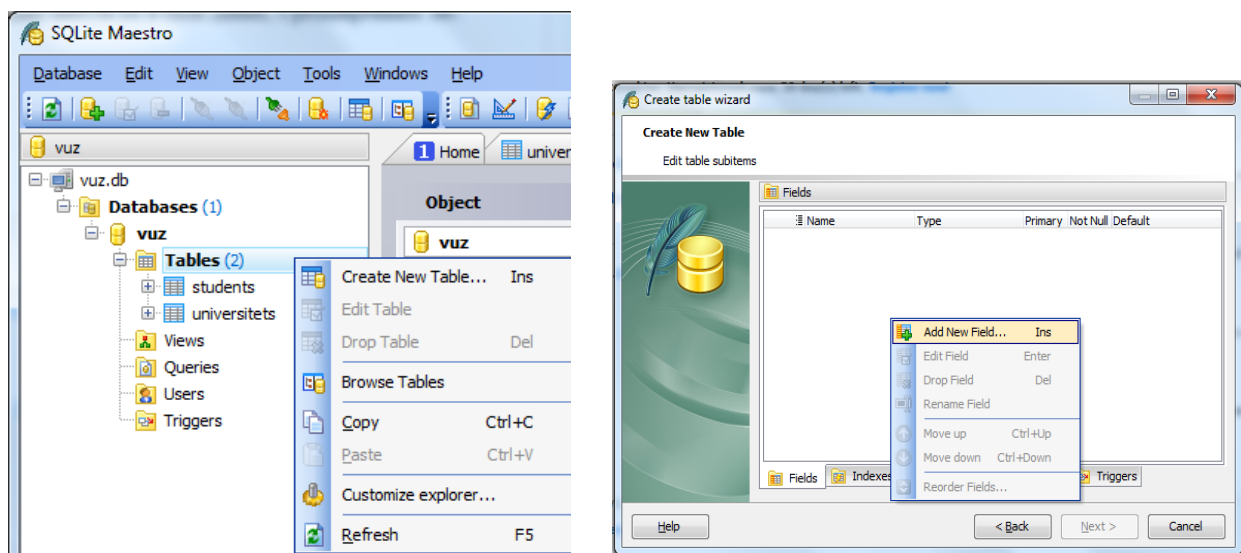 SQLite Maestro
Database Edit View Object Tools Windows Help
vuz
1 Home univer
vuz.db
Databases (1)
vuz
Tables (2)
students
universitets
Views
Queries
Users
Triggers
Object
vuz
Create New Table... Ins
Edit Table
Drop Table Del
Browse Tables
Copy Ctrl+C
Paste Ctrl+V
Customize explorer...
Refresh F5
Create table wizard
Create New Table
Edit table subitems
Fields
Name Type Primary Not Null Default
Add New Field... Ins
Edit Field Enter
Drop Field Del
Rename Field
Move up Ctrl+Up
Move down Ctrl+Down
Reorder Fields...
Fields Indexes Triggers
Help < Back Next > Cancel